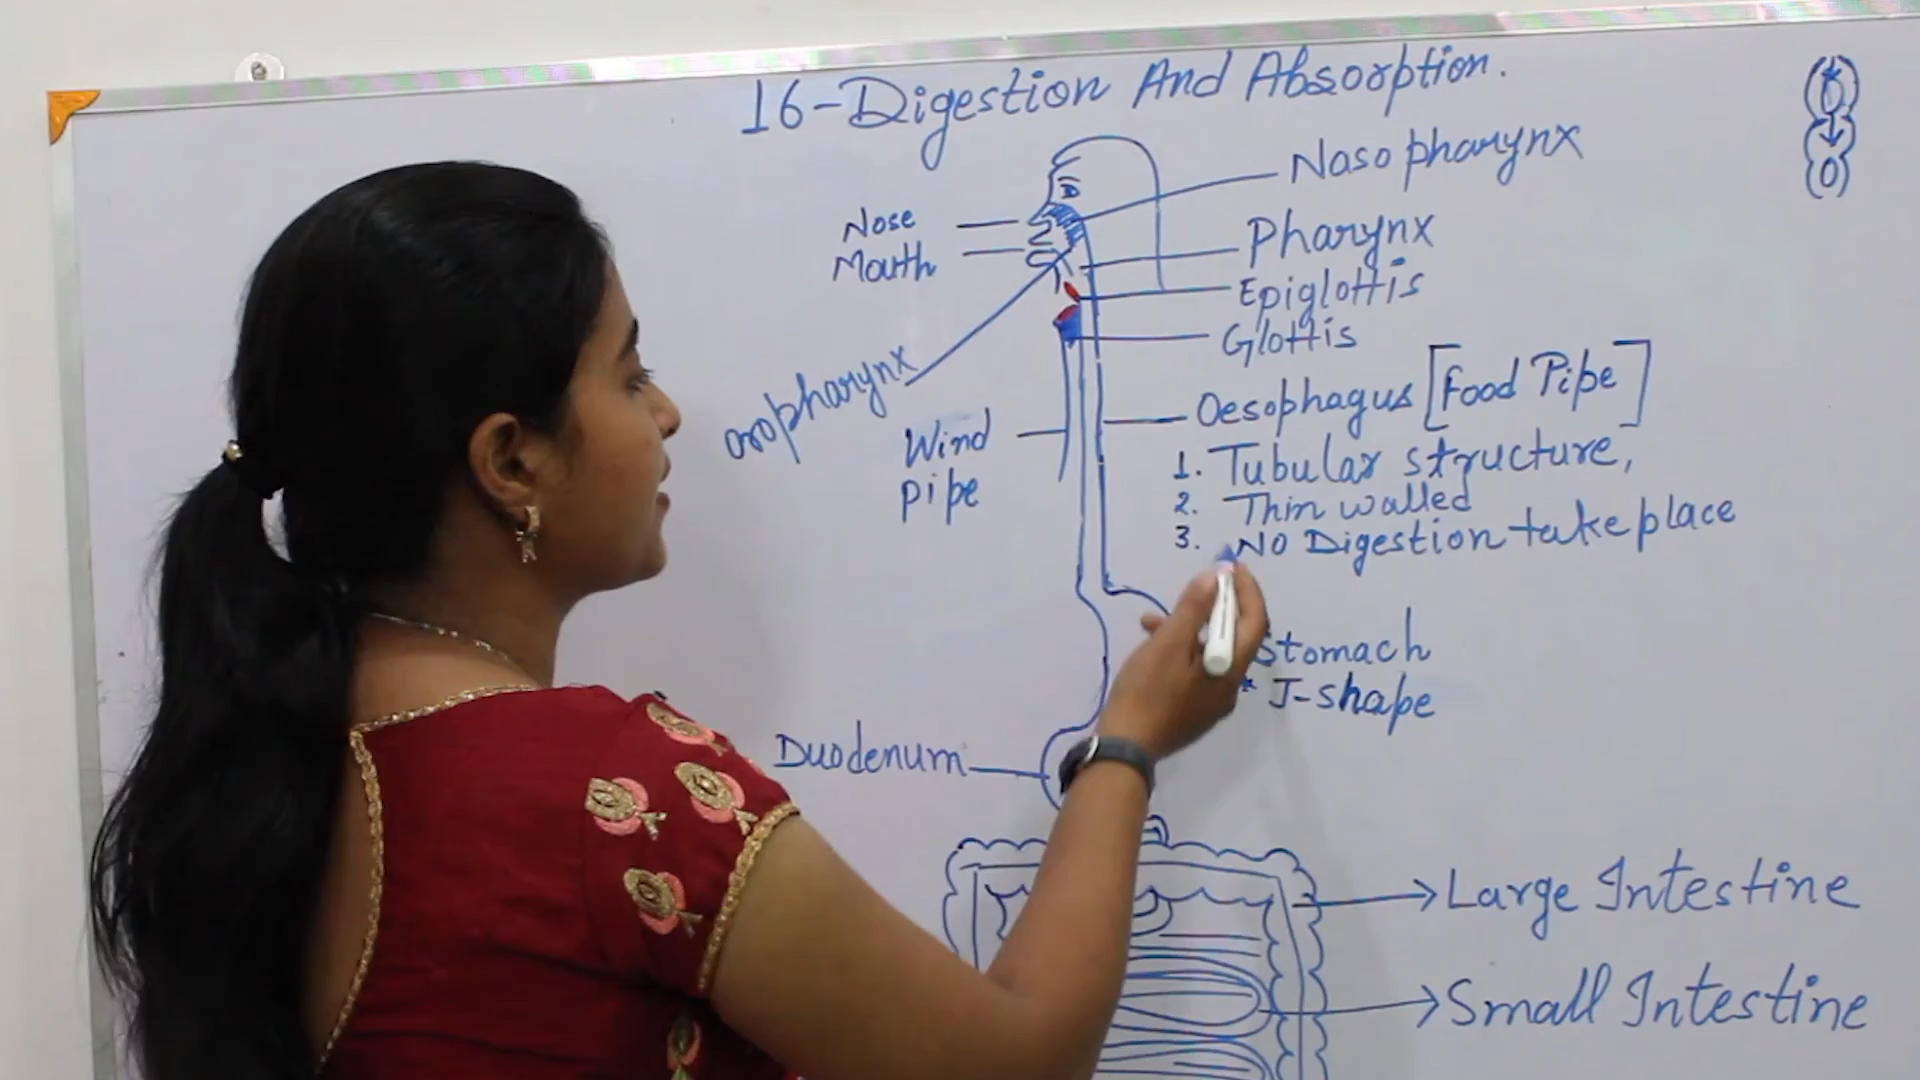 16-Digestion And Absorption.
Nasopharynx
Nose
Mouth
Pharynx
Epiglottis
Glottis
oropharynx
Oesophagus [Food Pipe]
Wind
pipe
1. Tubular structure,
2. Thin walled
3. No Digestion take place
Stomach
* J-shape
Duodenum
Large Intestine
Small Intestine